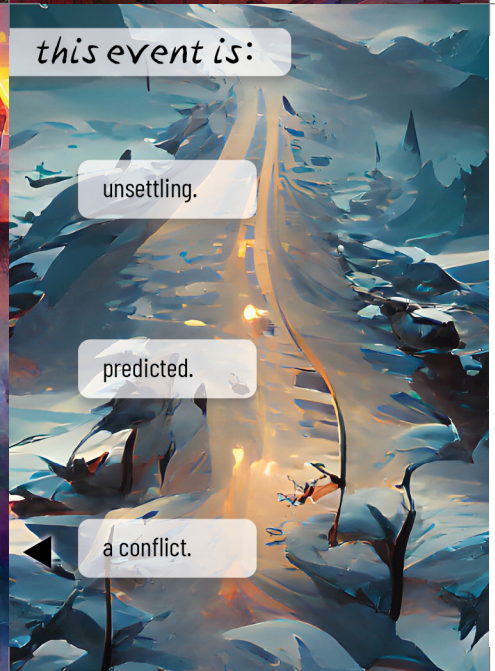 this event is:
unsettling.
predicted.
a conflict.